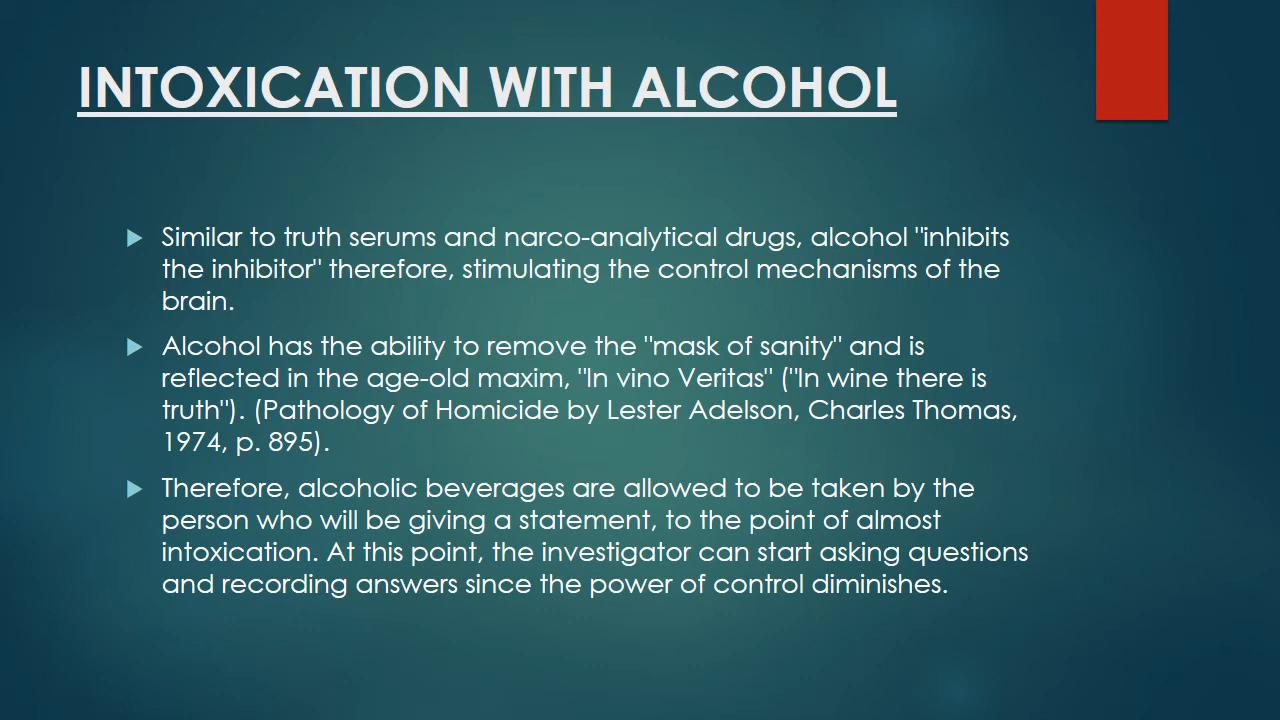 INTOXICATION WITH ALCOHOL
Similar to truth serums and narco-analytical drugs, alcohol "inhibits
the inhibitor" therefore, stimulating the control mechanisms of the
brain.
Alcohol has the ability to remove the "mask of sanity" and is
reflected in the age-old maxim, "In vino Veritas" ("In wine there is
truth"). (Pathology of Homicide by Lester Adelson, Charles Thomas,
1974, p. 895).
Therefore, alcoholic beverages are allowed to be taken by the
person who will be giving a statement, to the point of almost
intoxication. At this point, the investigator can start asking questions
and recording answers since the power of control diminishes.